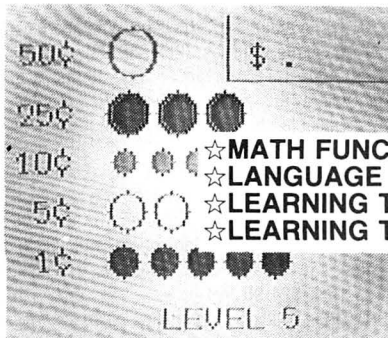 50¢
$ .
25¢
10¢
☆MATH FUNC
☆LANGUAGE
☆LEARNING T
☆LEARNING T
5¢
1¢
LEVEL 5